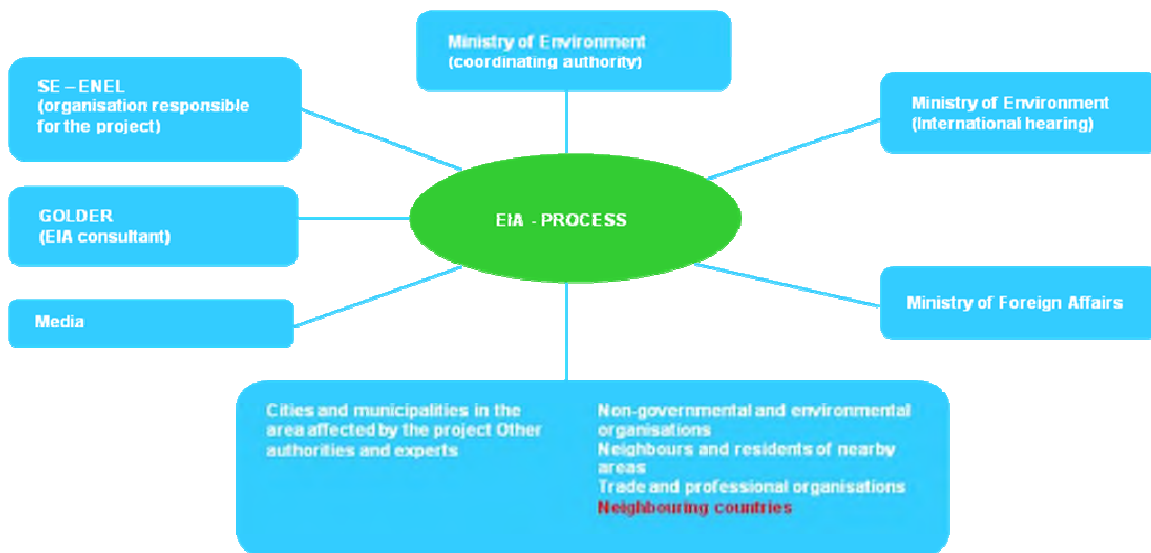 Ministry of Environment
(coordinating authority)
SE – ENEL
(organisation responsible
for the project)
Ministry of Environment
(International hearing)
GOLDER
(EIA consultant)
EIA - PROCESS
Media
Ministry of Foreign Affairs
Cities and municipalities in the
area affected by the project Other
authorities and experts
Non-governmental and environmental
organisations
Neighbours and residents of nearby
areas
Trade and professional organisations
Neighbouring countries